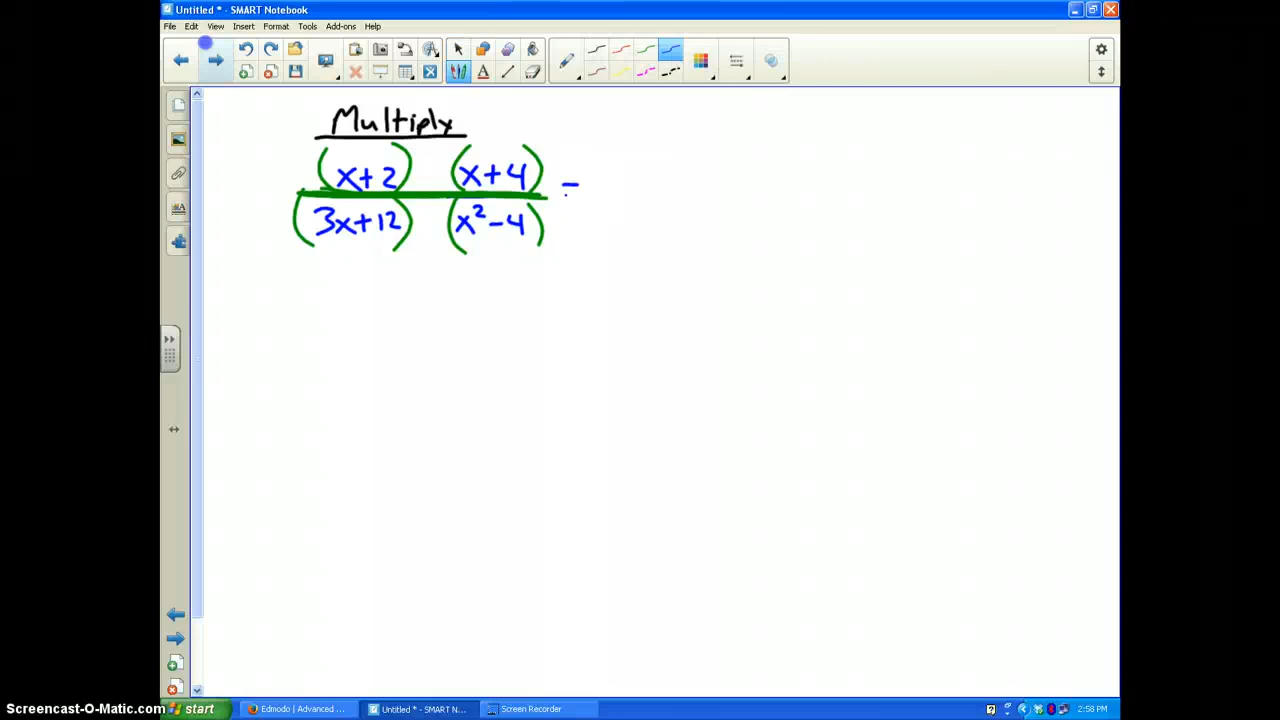 Untitled * - SMART Notebook
File Edit View Insert Format Tools Add-ons Help
Multiply
(x+2) (x+4) =
(3x+12) (x²-4)
Screencast-O-Matic.com
start
Edmodo | Advanced ...
Untitled * - SMART N...
Screen Recorder
2:58 PM